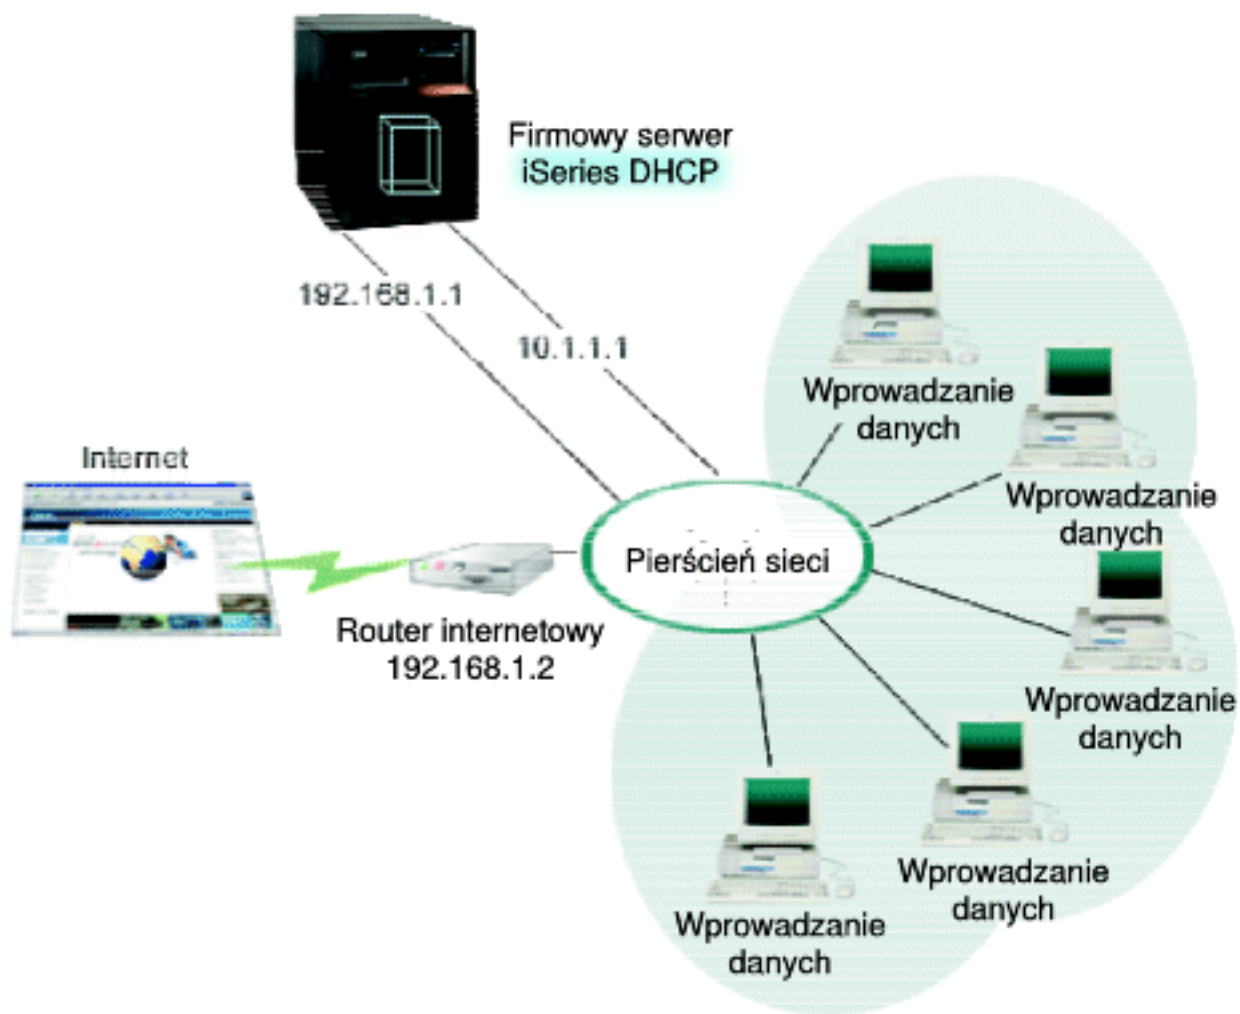 Firmowy serwer
iSeries DHCP
192.168.1.1
10.1.1.1
Wprowadzanie
danych
Wprowadzanie
danych
Internet
Pierścień sieci
Router internetowy
192.168.1.2
Wprowadzanie
danych
Wprowadzanie
danych
Wprowadzanie
danych